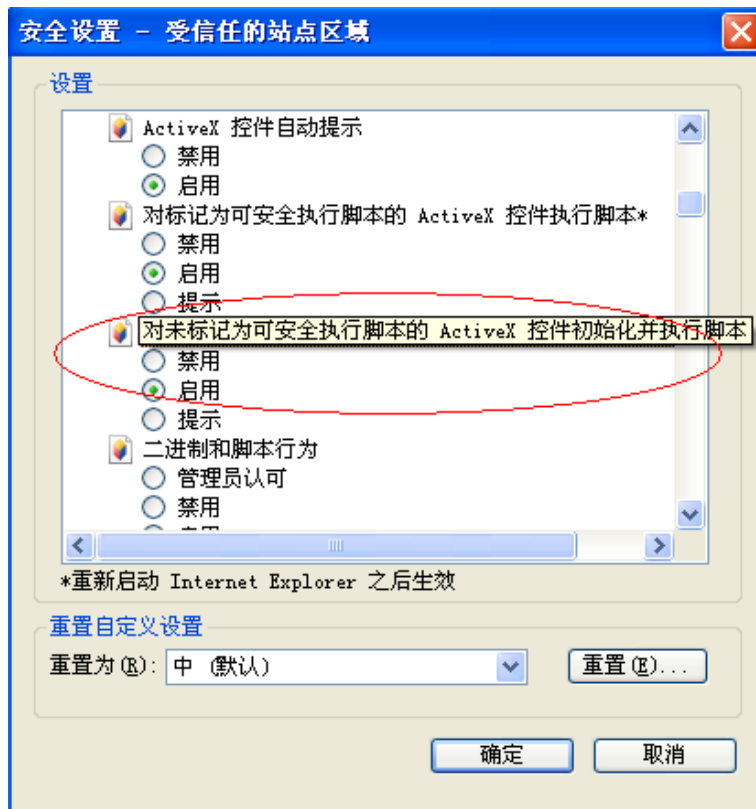 安全设置 - 受信任的站点区域
设置
ActiveX 控件自动提示
禁用
启用
对标记为可安全执行脚本的 ActiveX 控件执行脚本*
禁用
启用
提示
对未标记为可安全执行脚本的 ActiveX 控件初始化并执行脚本
禁用
启用
提示
二进制和脚本行为
管理员认可
禁用
*重新启动 Internet Explorer 之后生效
重置自定义设置
重置为(R): 中 (默认) 重置(E)...
确定 取消